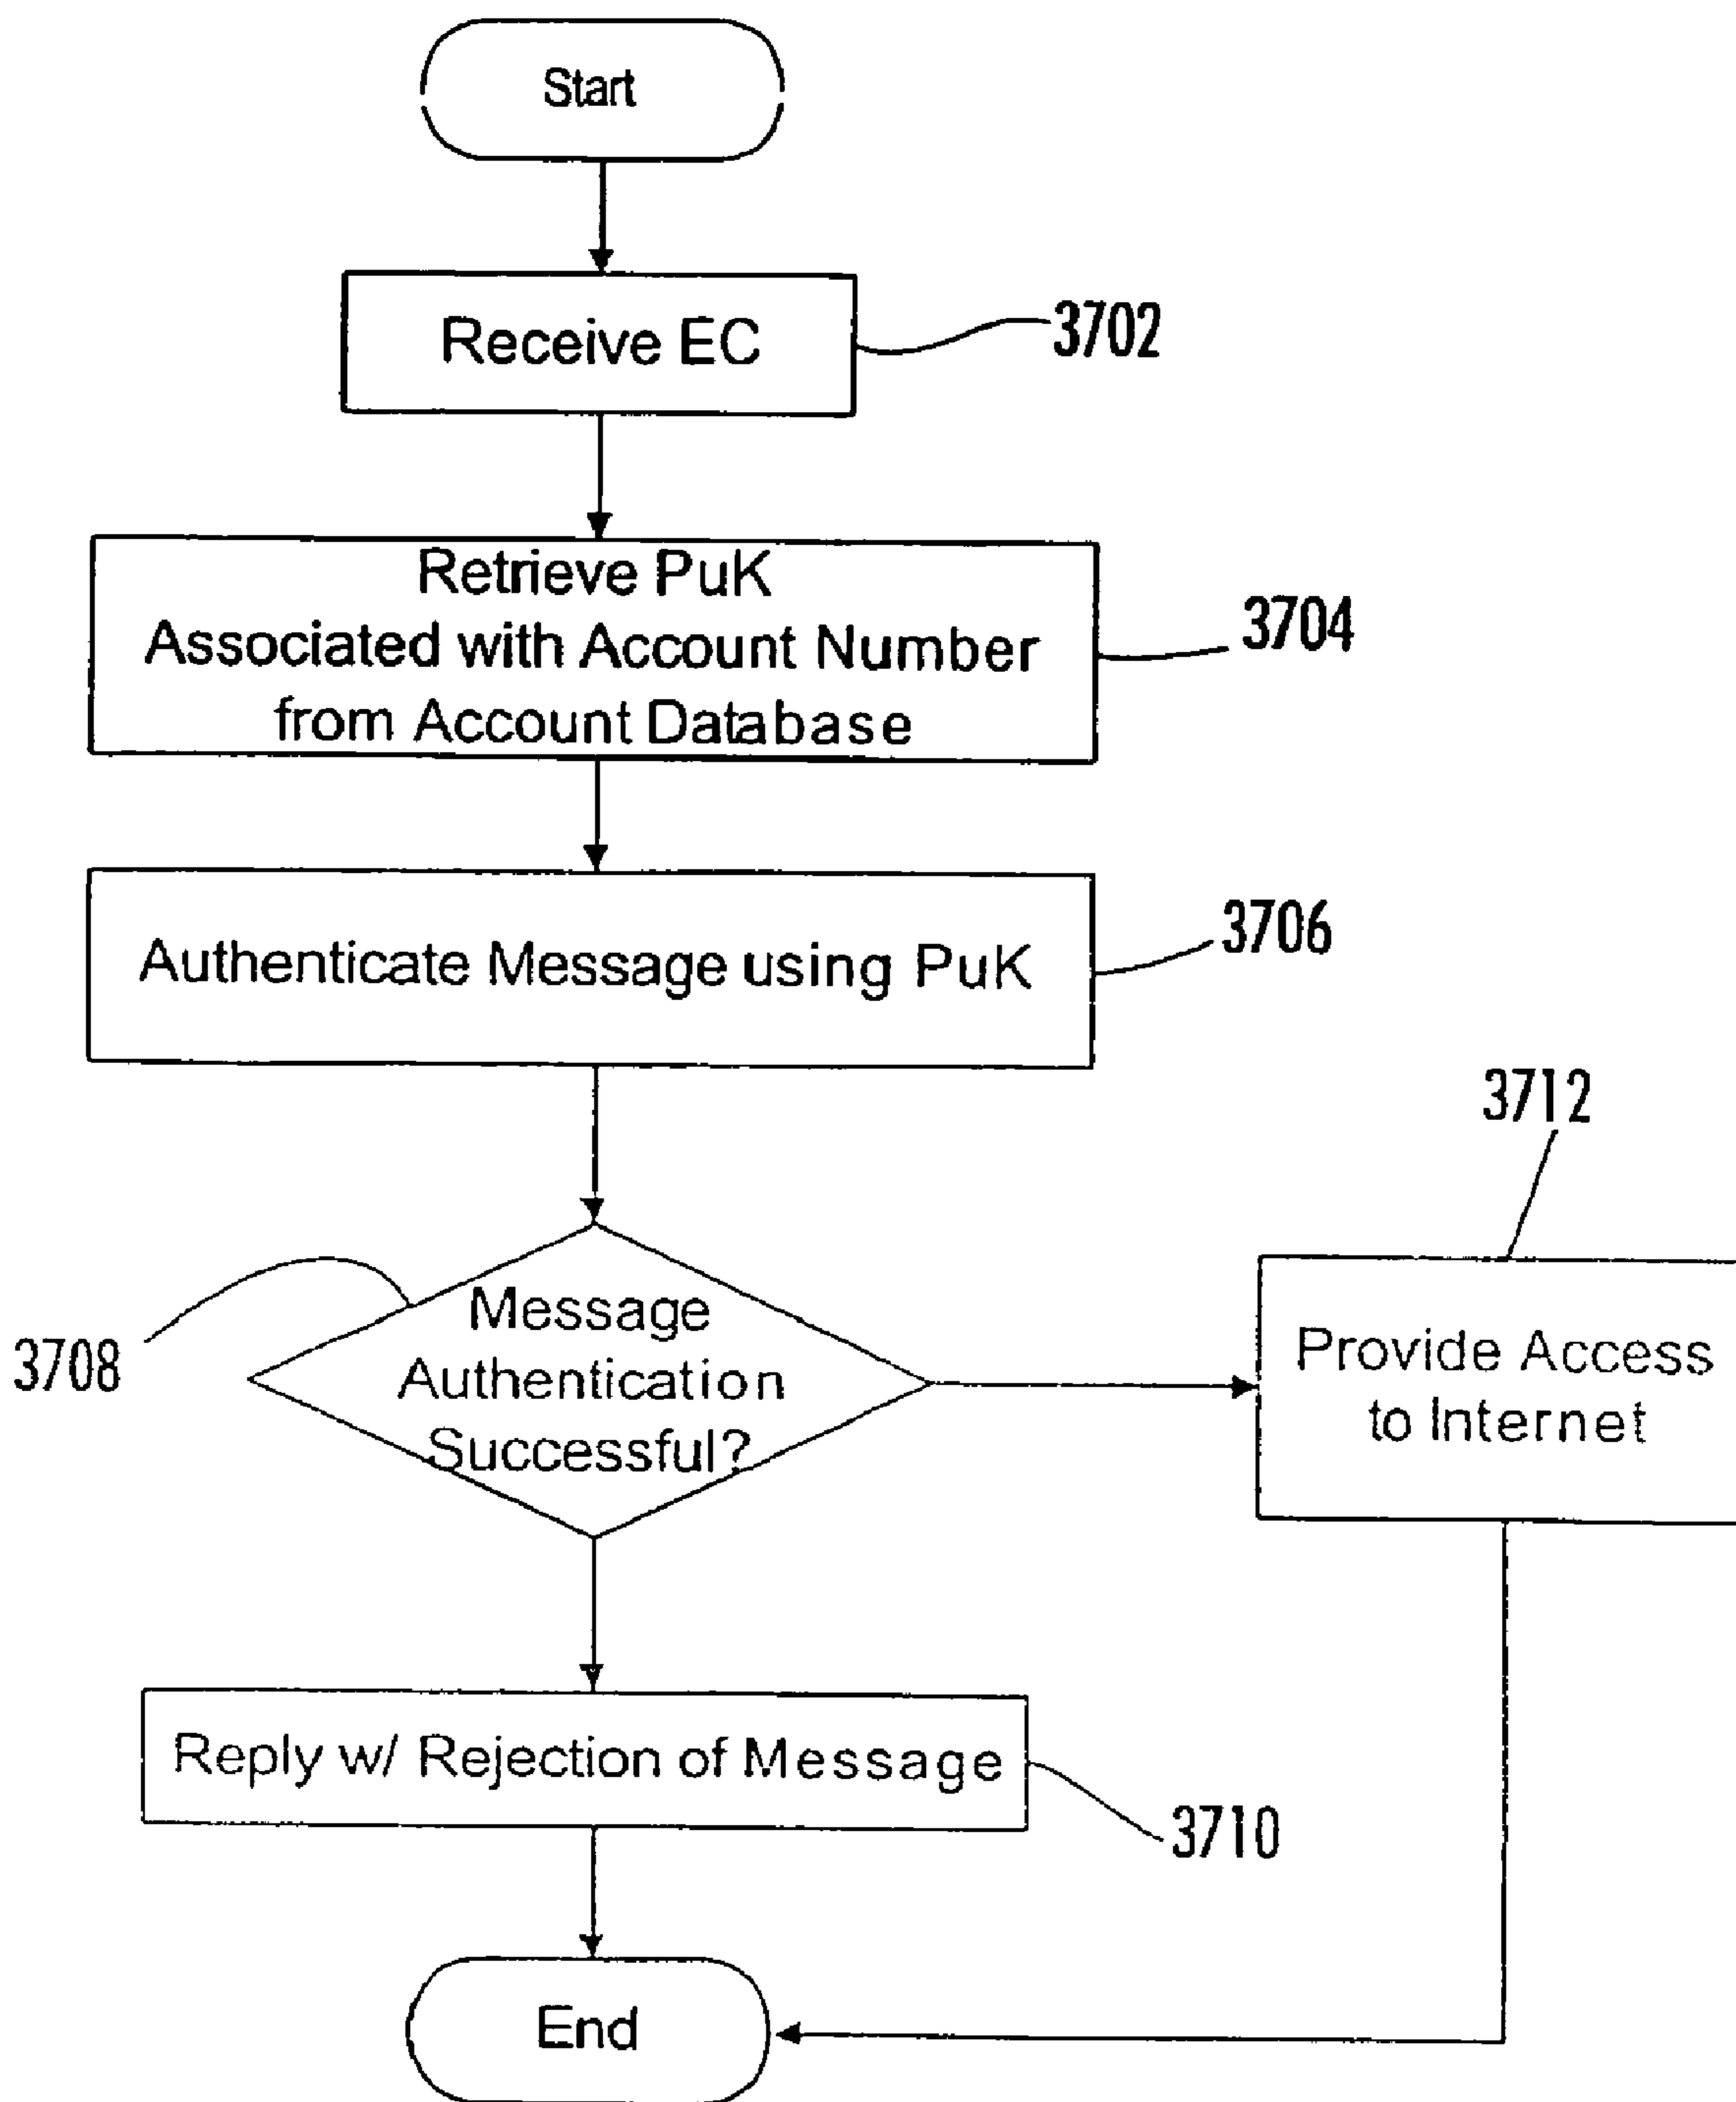 Start
Receive EC
3702
Retrieve PuK
Associated with Account Number
from Account Database
3704
Authenticate Message using PuK
3706
3712
Message
Authentication
Successful?
3708
Provide Access
to Internet
Reply w/ Rejection of Message
3710
End